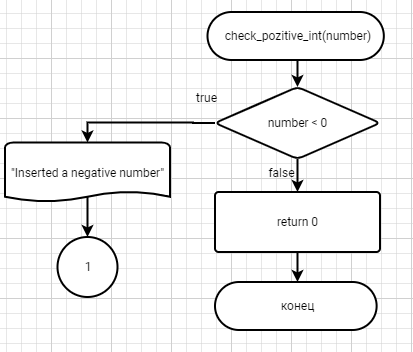 check_pozitive_int(number)
true
number < 0
"Inserted a negative number"
false
return 0
1
конец